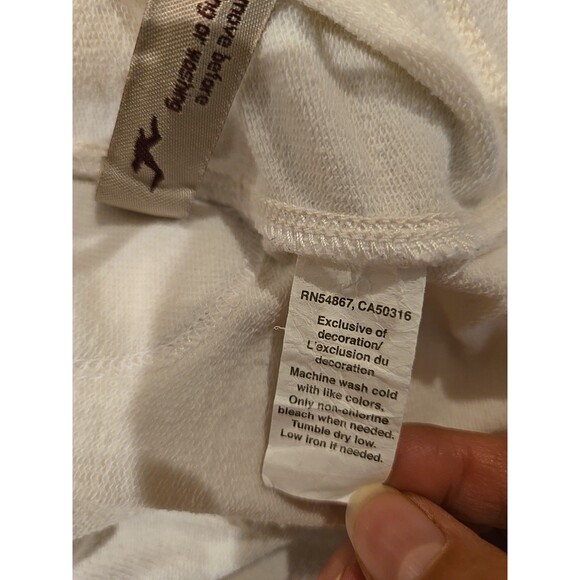 move before
ng or washing
RN54867, CA50316
Exclusive of
decoration/
L'exclusion du
decoration
Machine wash cold
with like colors.
Only non-chlorine
bleach when needed.
Tumble dry low.
Low Iron if needed.